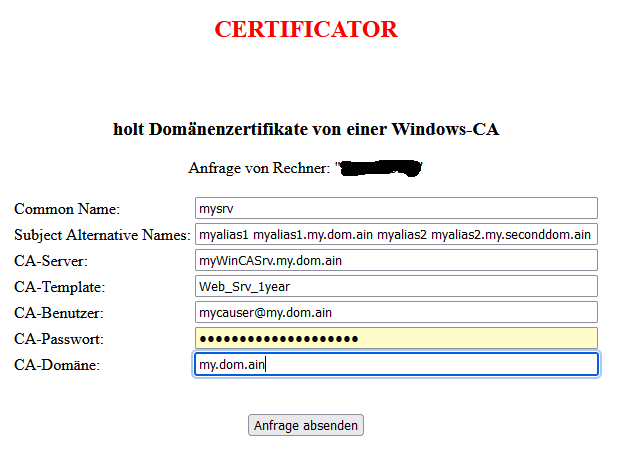 CERTIFICATOR
holt Domänenzertifikate von einer Windows-CA
Anfrage von Rechner: " "
Common Name: mysrv
Subject Alternative Names: myalias1 myalias1.my.dom.ain myalias2 myalias2.my.seconddom.ain
CA-Server: myWinCASrv.my.dom.ain
CA-Template: Web_Srv_1year
CA-Benutzer: mycauser@my.dom.ain
CA-Passwort: ●●●●●●●●●●●●●●●●●●●●
CA-Domäne: my.dom.ain
Anfrage absenden